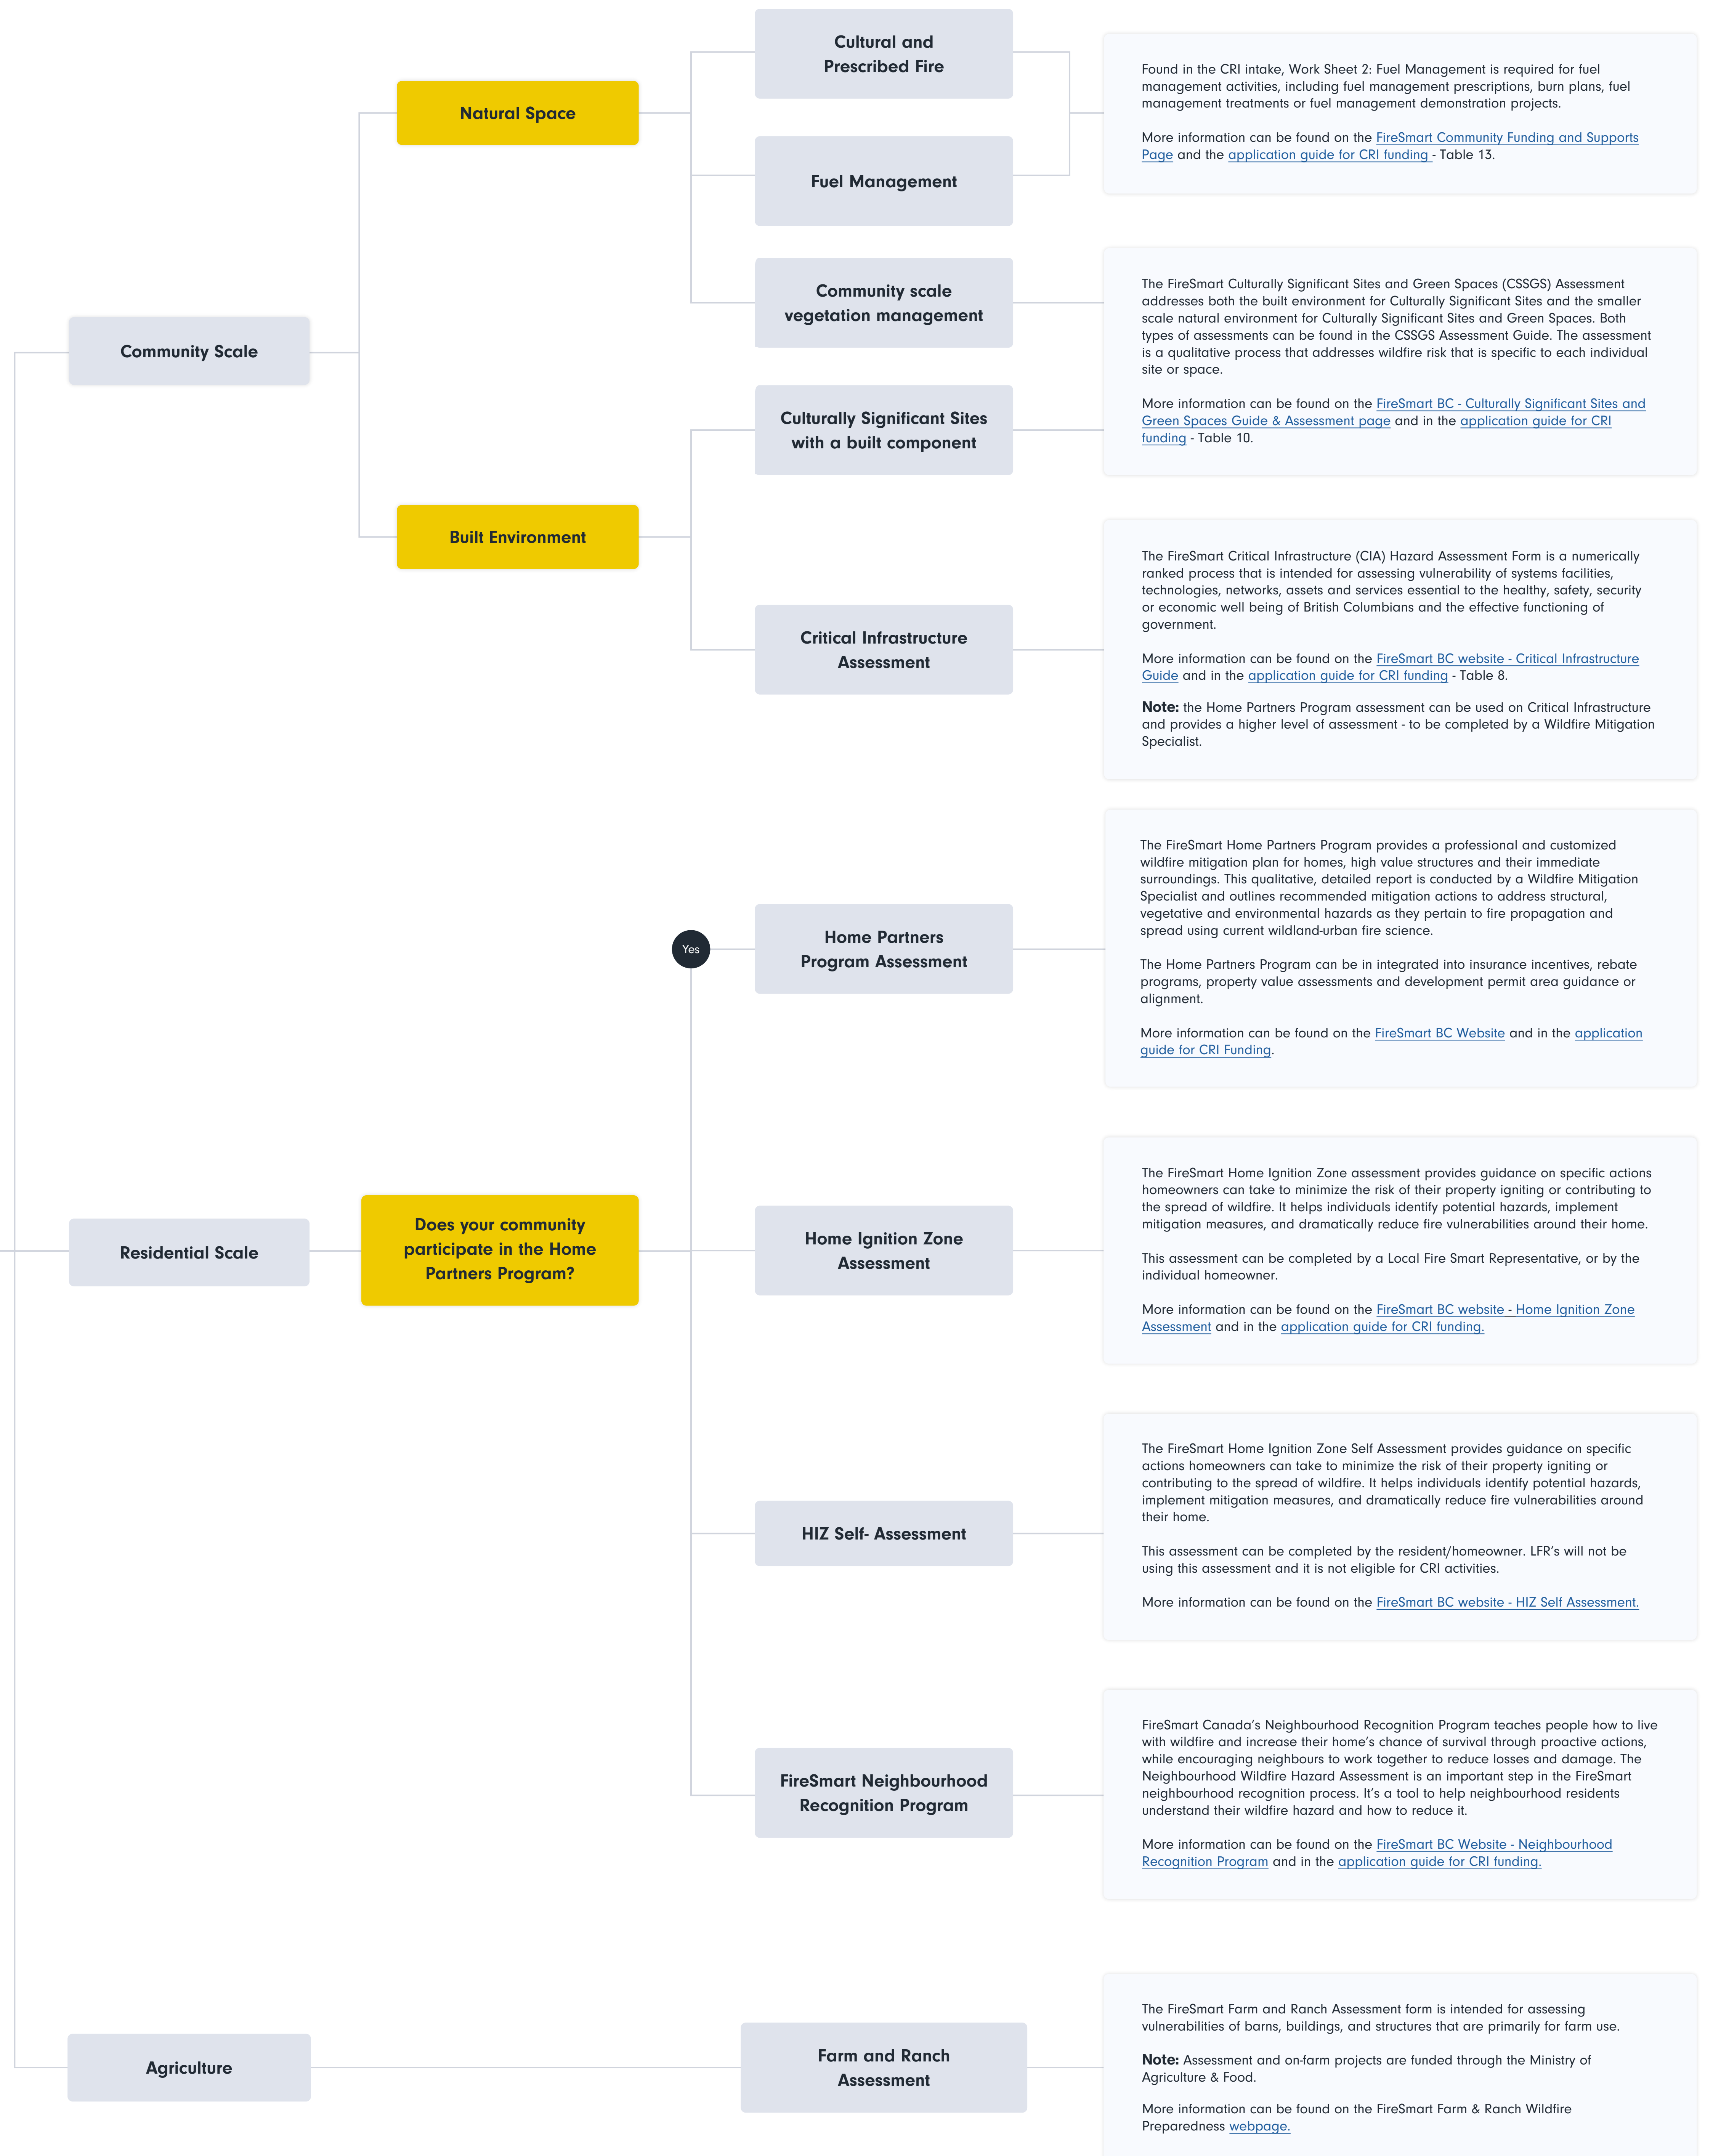 Cultural and
Prescribed Fire
Found in the CRI intake, Work Sheet 2: Fuel Management is required for fuel
management activities, including fuel management prescriptions, burn plans, fuel
management treatments or fuel management demonstration projects.
More information can be found on the FireSmart Community Funding and Supports
Page and the application guide for CRI funding - Table 13.
Natural Space
Fuel Management
Community scale
vegetation management
The FireSmart Culturally Significant Sites and Green Spaces (CSSGS) Assessment
addresses both the built environment for Culturally Significant Sites and the smaller
scale natural environment for Culturally Significant Sites and Green Spaces. Both
types of assessments can be found in the CSSGS Assessment Guide. The assessment
is a qualitative process that addresses wildfire risk that is specific to each individual
site or space.
More information can be found on the FireSmart BC - Culturally Significant Sites and
Green Spaces Guide & Assessment page and in the application guide for CRI
funding - Table 10.
Community Scale
Culturally Significant Sites
with a built component
Built Environment
Critical Infrastructure
Assessment
The FireSmart Critical Infrastructure (CIA) Hazard Assessment Form is a numerically
ranked process that is intended for assessing vulnerability of systems facilities,
technologies, networks, assets and services essential to the healthy, safety, security
or economic well being of British Columbians and the effective functioning of
government.
More information can be found on the FireSmart BC website - Critical Infrastructure
Guide and in the application guide for CRI funding - Table 8.
Note: the Home Partners Program assessment can be used on Critical Infrastructure
and provides a higher level of assessment - to be completed by a Wildfire Mitigation
Specialist.
Yes
Home Partners
Program Assessment
The FireSmart Home Partners Program provides a professional and customized
wildfire mitigation plan for homes, high value structures and their immediate
surroundings. This qualitative, detailed report is conducted by a Wildfire Mitigation
Specialist and outlines recommended mitigation actions to address structural,
vegetative and environmental hazards as they pertain to fire propagation and
spread using current wildland-urban fire science.
The Home Partners Program can be in integrated into insurance incentives, rebate
programs, property value assessments and development permit area guidance or
alignment.
More information can be found on the FireSmart BC Website and in the application
guide for CRI Funding.
Residential Scale
Does your community
participate in the Home
Partners Program?
Home Ignition Zone
Assessment
The FireSmart Home Ignition Zone assessment provides guidance on specific actions
homeowners can take to minimize the risk of their property igniting or contributing to
the spread of wildfire. It helps individuals identify potential hazards, implement
mitigation measures, and dramatically reduce fire vulnerabilities around their home.
This assessment can be completed by a Local Fire Smart Representative, or by the
individual homeowner.
More information can be found on the FireSmart BC website - Home Ignition Zone
Assessment and in the application guide for CRI funding.
HIZ Self- Assessment
The FireSmart Home Ignition Zone Self Assessment provides guidance on specific
actions homeowners can take to minimize the risk of their property igniting or
contributing to the spread of wildfire. It helps individuals identify potential hazards,
implement mitigation measures, and dramatically reduce fire vulnerabilities around
their home.
This assessment can be completed by the resident/homeowner. LFR's will not be
using this assessment and it is not eligible for CRI activities.
More information can be found on the FireSmart BC website - HIZ Self Assessment.
FireSmart Neighbourhood
Recognition Program
FireSmart Canada's Neighbourhood Recognition Program teaches people how to live
with wildfire and increase their home's chance of survival through proactive actions,
while encouraging neighbours to work together to reduce losses and damage. The
Neighbourhood Wildfire Hazard Assessment is an important step in the FireSmart
neighbourhood recognition process. It's a tool to help neighbourhood residents
understand their wildfire hazard and how to reduce it.
More information can be found on the FireSmart BC Website - Neighbourhood
Recognition Program and in the application guide for CRI funding.
Agriculture
Farm and Ranch
Assessment
The FireSmart Farm and Ranch Assessment form is intended for assessing
vulnerabilities of barns, buildings, and structures that are primarily for farm use.
Note: Assessment and on-farm projects are funded through the Ministry of
Agriculture & Food.
More information can be found on the FireSmart Farm & Ranch Wildfire
Preparedness webpage.